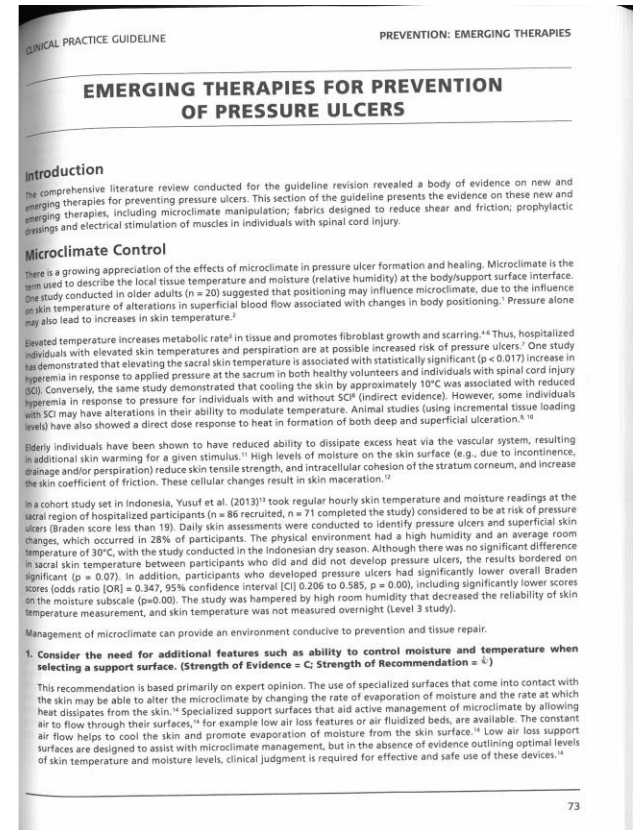 CLINICAL PRACTICE GUIDELINE
PREVENTION: EMERGING THERAPIES
EMERGING THERAPIES FOR PREVENTION
OF PRESSURE ULCERS
Introduction
The comprehensive literature review conducted for the guideline revision revealed a body of evidence on new and
emerging therapies for preventing pressure ulcers. This section of the guideline presents the evidence on these new and
emerging therapies, including microclimate manipulation; fabrics designed to reduce shear and friction; prophylactic
dressings and electrical stimulation of muscles in individuals with spinal cord injury.
Microclimate Control
There is a growing appreciation of the effects of microclimate in pressure ulcer formation and healing. Microclimate is the
term used to describe the local tissue temperature and moisture (relative humidity) at the body/support surface interface.
One study conducted in older adults (n = 20) suggested that positioning may influence microclimate, due to the influence
on skin temperature of alterations in superficial blood flow associated with changes in body positioning.¹ Pressure alone
may also lead to increases in skin temperature.²
Elevated temperature increases metabolic rate³ in tissue and promotes fibroblast growth and scarring.⁴⁻⁶ Thus, hospitalized
individuals with elevated skin temperatures and perspiration are at possible increased risk of pressure ulcers.⁷ One study
has demonstrated that elevating the sacral skin temperature is associated with statistically significant (p < 0.017) increase in
hyperemia in response to applied pressure at the sacrum in both healthy volunteers and individuals with spinal cord injury
(SCI). Conversely, the same study demonstrated that cooling the skin by approximately 10°C was associated with reduced
hyperemia in response to pressure for individuals with and without SCI⁸ (indirect evidence). However, some individuals
with SCI may have alterations in their ability to modulate temperature. Animal studies (using incremental tissue loading
levels) have also showed a direct dose response to heat in formation of both deep and superficial ulceration.⁹, ¹⁰
Elderly individuals have been shown to have reduced ability to dissipate excess heat via the vascular system, resulting
in additional skin warming for a given stimulus.¹¹ High levels of moisture on the skin surface (e.g., due to incontinence,
drainage and/or perspiration) reduce skin tensile strength, and intracellular cohesion of the stratum corneum, and increase
the skin coefficient of friction. These cellular changes result in skin maceration.¹²
In a cohort study set in Indonesia, Yusuf et al. (2013)¹³ took regular hourly skin temperature and moisture readings at the
sacral region of hospitalized participants (n = 86 recruited, n = 71 completed the study) considered to be at risk of pressure
ulcers (Braden score less than 19). Daily skin assessments were conducted to identify pressure ulcers and superficial skin
changes, which occurred in 28% of participants. The physical environment had a high humidity and an average room
temperature of 30°C, with the study conducted in the Indonesian dry season. Although there was no significant difference
in sacral skin temperature between participants who did and did not develop pressure ulcers, the results bordered on
significant (p = 0.07). In addition, participants who developed pressure ulcers had significantly lower overall Braden
scores (odds ratio [OR] = 0.347, 95% confidence interval [CI] 0.206 to 0.585, p = 0.00), including significantly lower scores
on the moisture subscale (p=0.00). The study was hampered by high room humidity that decreased the reliability of skin
temperature measurement, and skin temperature was not measured overnight (Level 3 study).
Management of microclimate can provide an environment conducive to prevention and tissue repair.
1. Consider the need for additional features such as ability to control moisture and temperature when
selecting a support surface. (Strength of Evidence = C; Strength of Recommendation = )
This recommendation is based primarily on expert opinion. The use of specialized surfaces that come into contact with
the skin may be able to alter the microclimate by changing the rate of evaporation of moisture and the rate at which
heat dissipates from the skin.¹⁴ Specialized support surfaces that aid active management of microclimate by allowing
air to flow through their surfaces,¹⁴ for example low air loss features or air fluidized beds, are available. The constant
air flow helps to cool the skin and promote evaporation of moisture from the skin surface.¹⁴ Low air loss support
surfaces are designed to assist with microclimate management, but in the absence of evidence outlining optimal levels
of skin temperature and moisture levels, clinical judgment is required for effective and safe use of these devices.¹⁴
73